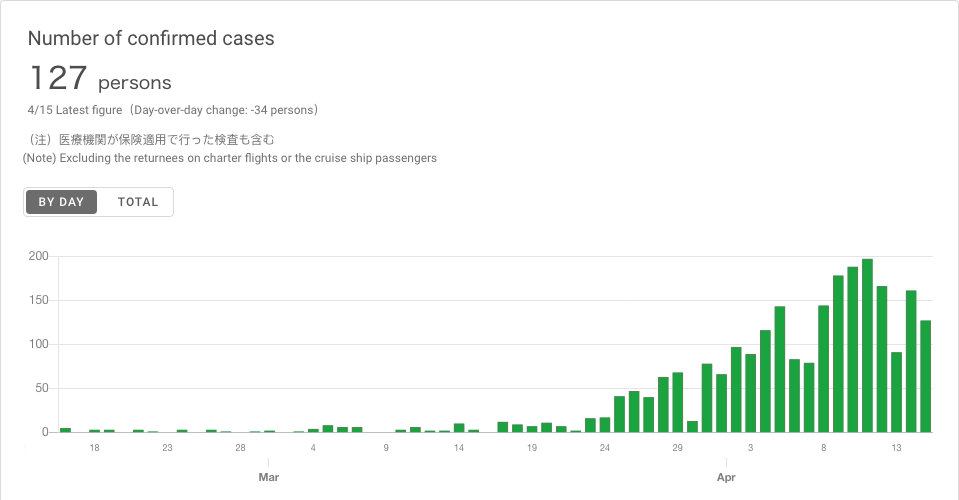 Number of confirmed cases
127 persons
4/15 Latest figure（Day-over-day change: -34 persons）
（注）医療機関が保険適用で行った検査も含む
(Note) Excluding the returnees on charter flights or the cruise ship passengers
BY DAY TOTAL
200
150
100
50
0
18 23 28 4 9 14 19 24 29 3 8 13
Mar Apr